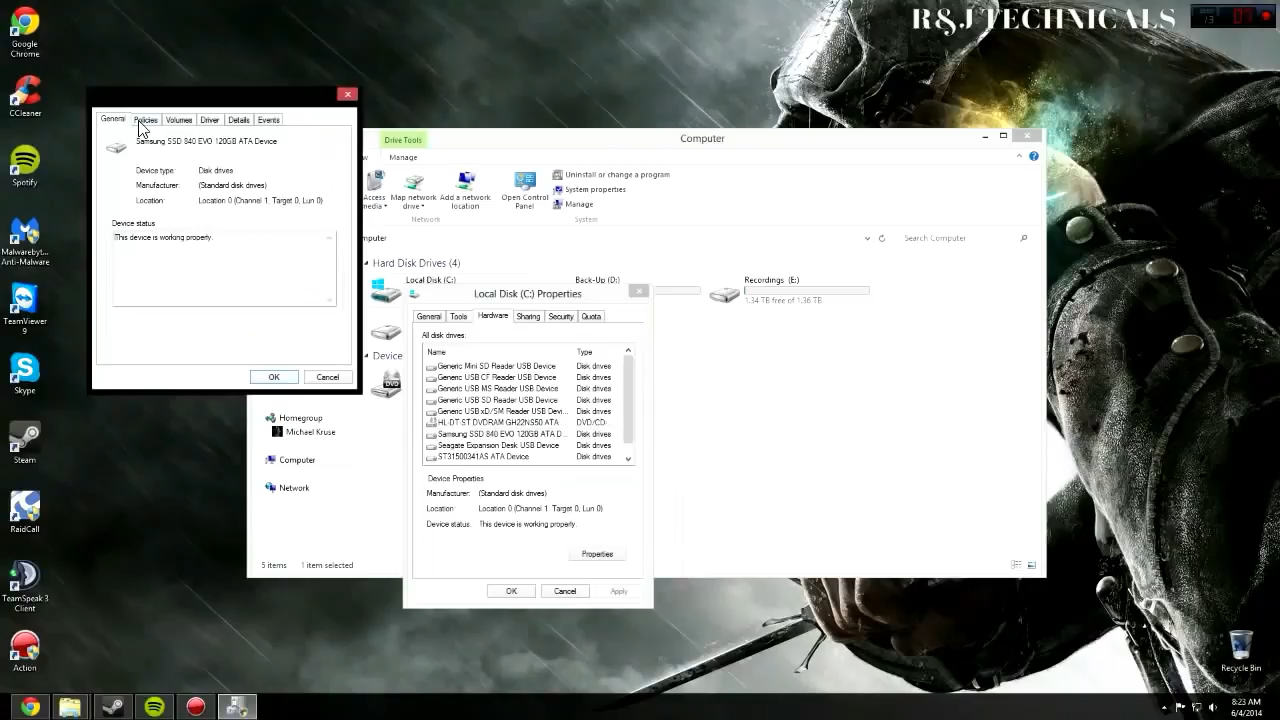 R&J TECHNICALS
Google
Chrome
CCleaner
Spotify
Malwarebyt...
Anti-Malware
TeamViewer
9
Skype
Steam
RaidCall
TeamSpeak 3
Client
Action
General Policies Volumes Driver Details Events
Samsung SSD 840 EVO 120GB ATA Device
Device type: Disk drives
Manufacturer: (Standard disk drives)
Location: Location 0 (Channel 1, Target 0, Lun 0)
Device status
This device is working properly.
OK Cancel
Drive Tools
Computer
w Manage
Access
media
Map network
drive
Add a network
location
Network
Open Control
Panel
Uninstall or change a program
System properties
Manage
System
mputer
Search Computer
Hard Disk Drives (4)
Local Disk (C:)
Back-Up (D:)
Recordings (E:)
1.34 TB free of 1.36 TB
Device
DVD
Homegroup
Michael Kruse
Computer
Network
5 items 1 item selected
Local Disk (C:) Properties
General Tools Hardware Sharing Security Quota
All disk drives:
Name Type
Generic Mini SD Reader USB Device Disk drives
Generic USB CF Reader USB Device Disk drives
Generic USB MS Reader USB Device Disk drives
Generic USB SD Reader USB Device Disk drives
Generic USB xD/SM Reader USB Devi... Disk drives
HL-DT-ST DVDRAM GH22NS50 ATA DVD/CD-
Samsung SSD 840 EVO 120GB ATA D... Disk drives
Seagate Expansion Desk USB Device Disk drives
ST31500341AS ATA Device Disk drives
Device Properties
Manufacturer: (Standard disk drives)
Location: Location 0 (Channel 1, Target 0, Lun 0)
Device status: This device is working properly.
Properties
OK Cancel Apply
Recycle Bin
8:23 AM
6/4/2014